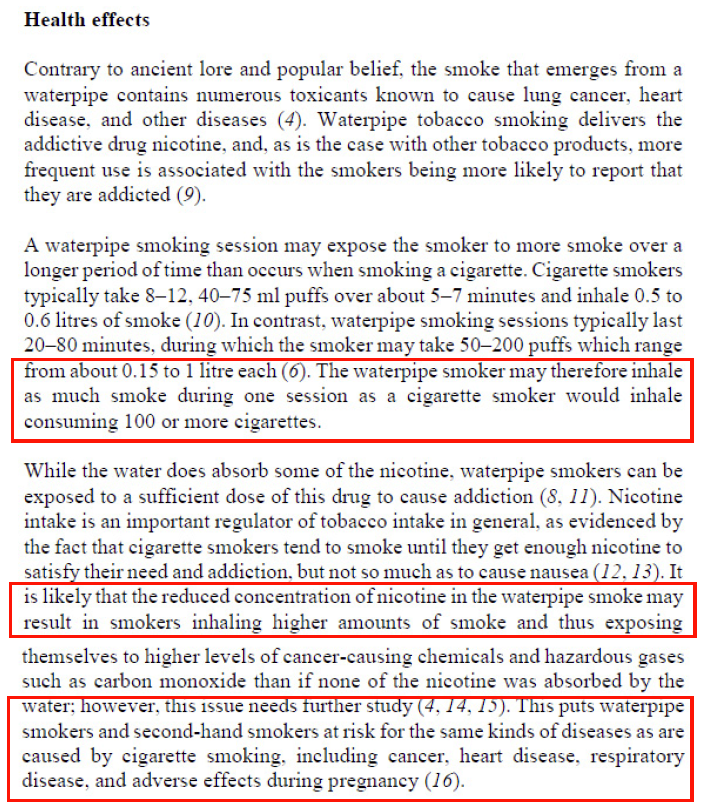 Health effects
Contrary to ancient lore and popular belief, the smoke that emerges from a
waterpipe contains numerous toxicants known to cause lung cancer, heart
disease, and other diseases (4). Waterpipe tobacco smoking delivers the
addictive drug nicotine, and, as is the case with other tobacco products, more
frequent use is associated with the smokers being more likely to report that
they are addicted (9).
A waterpipe smoking session may expose the smoker to more smoke over a
longer period of time than occurs when smoking a cigarette. Cigarette smokers
typically take 8–12, 40–75 ml puffs over about 5–7 minutes and inhale 0.5 to
0.6 litres of smoke (10). In contrast, waterpipe smoking sessions typically last
20–80 minutes, during which the smoker may take 50–200 puffs which range
from about 0.15 to 1 litre each (6). The waterpipe smoker may therefore inhale
as much smoke during one session as a cigarette smoker would inhale
consuming 100 or more cigarettes.
While the water does absorb some of the nicotine, waterpipe smokers can be
exposed to a sufficient dose of this drug to cause addiction (8, 11). Nicotine
intake is an important regulator of tobacco intake in general, as evidenced by
the fact that cigarette smokers tend to smoke until they get enough nicotine to
satisfy their need and addiction, but not so much as to cause nausea (12, 13). It
is likely that the reduced concentration of nicotine in the waterpipe smoke may
result in smokers inhaling higher amounts of smoke and thus exposing
themselves to higher levels of cancer-causing chemicals and hazardous gases
such as carbon monoxide than if none of the nicotine was absorbed by the
water; however, this issue needs further study (4, 14, 15). This puts waterpipe
smokers and second-hand smokers at risk for the same kinds of diseases as are
caused by cigarette smoking, including cancer, heart disease, respiratory
disease, and adverse effects during pregnancy (16).